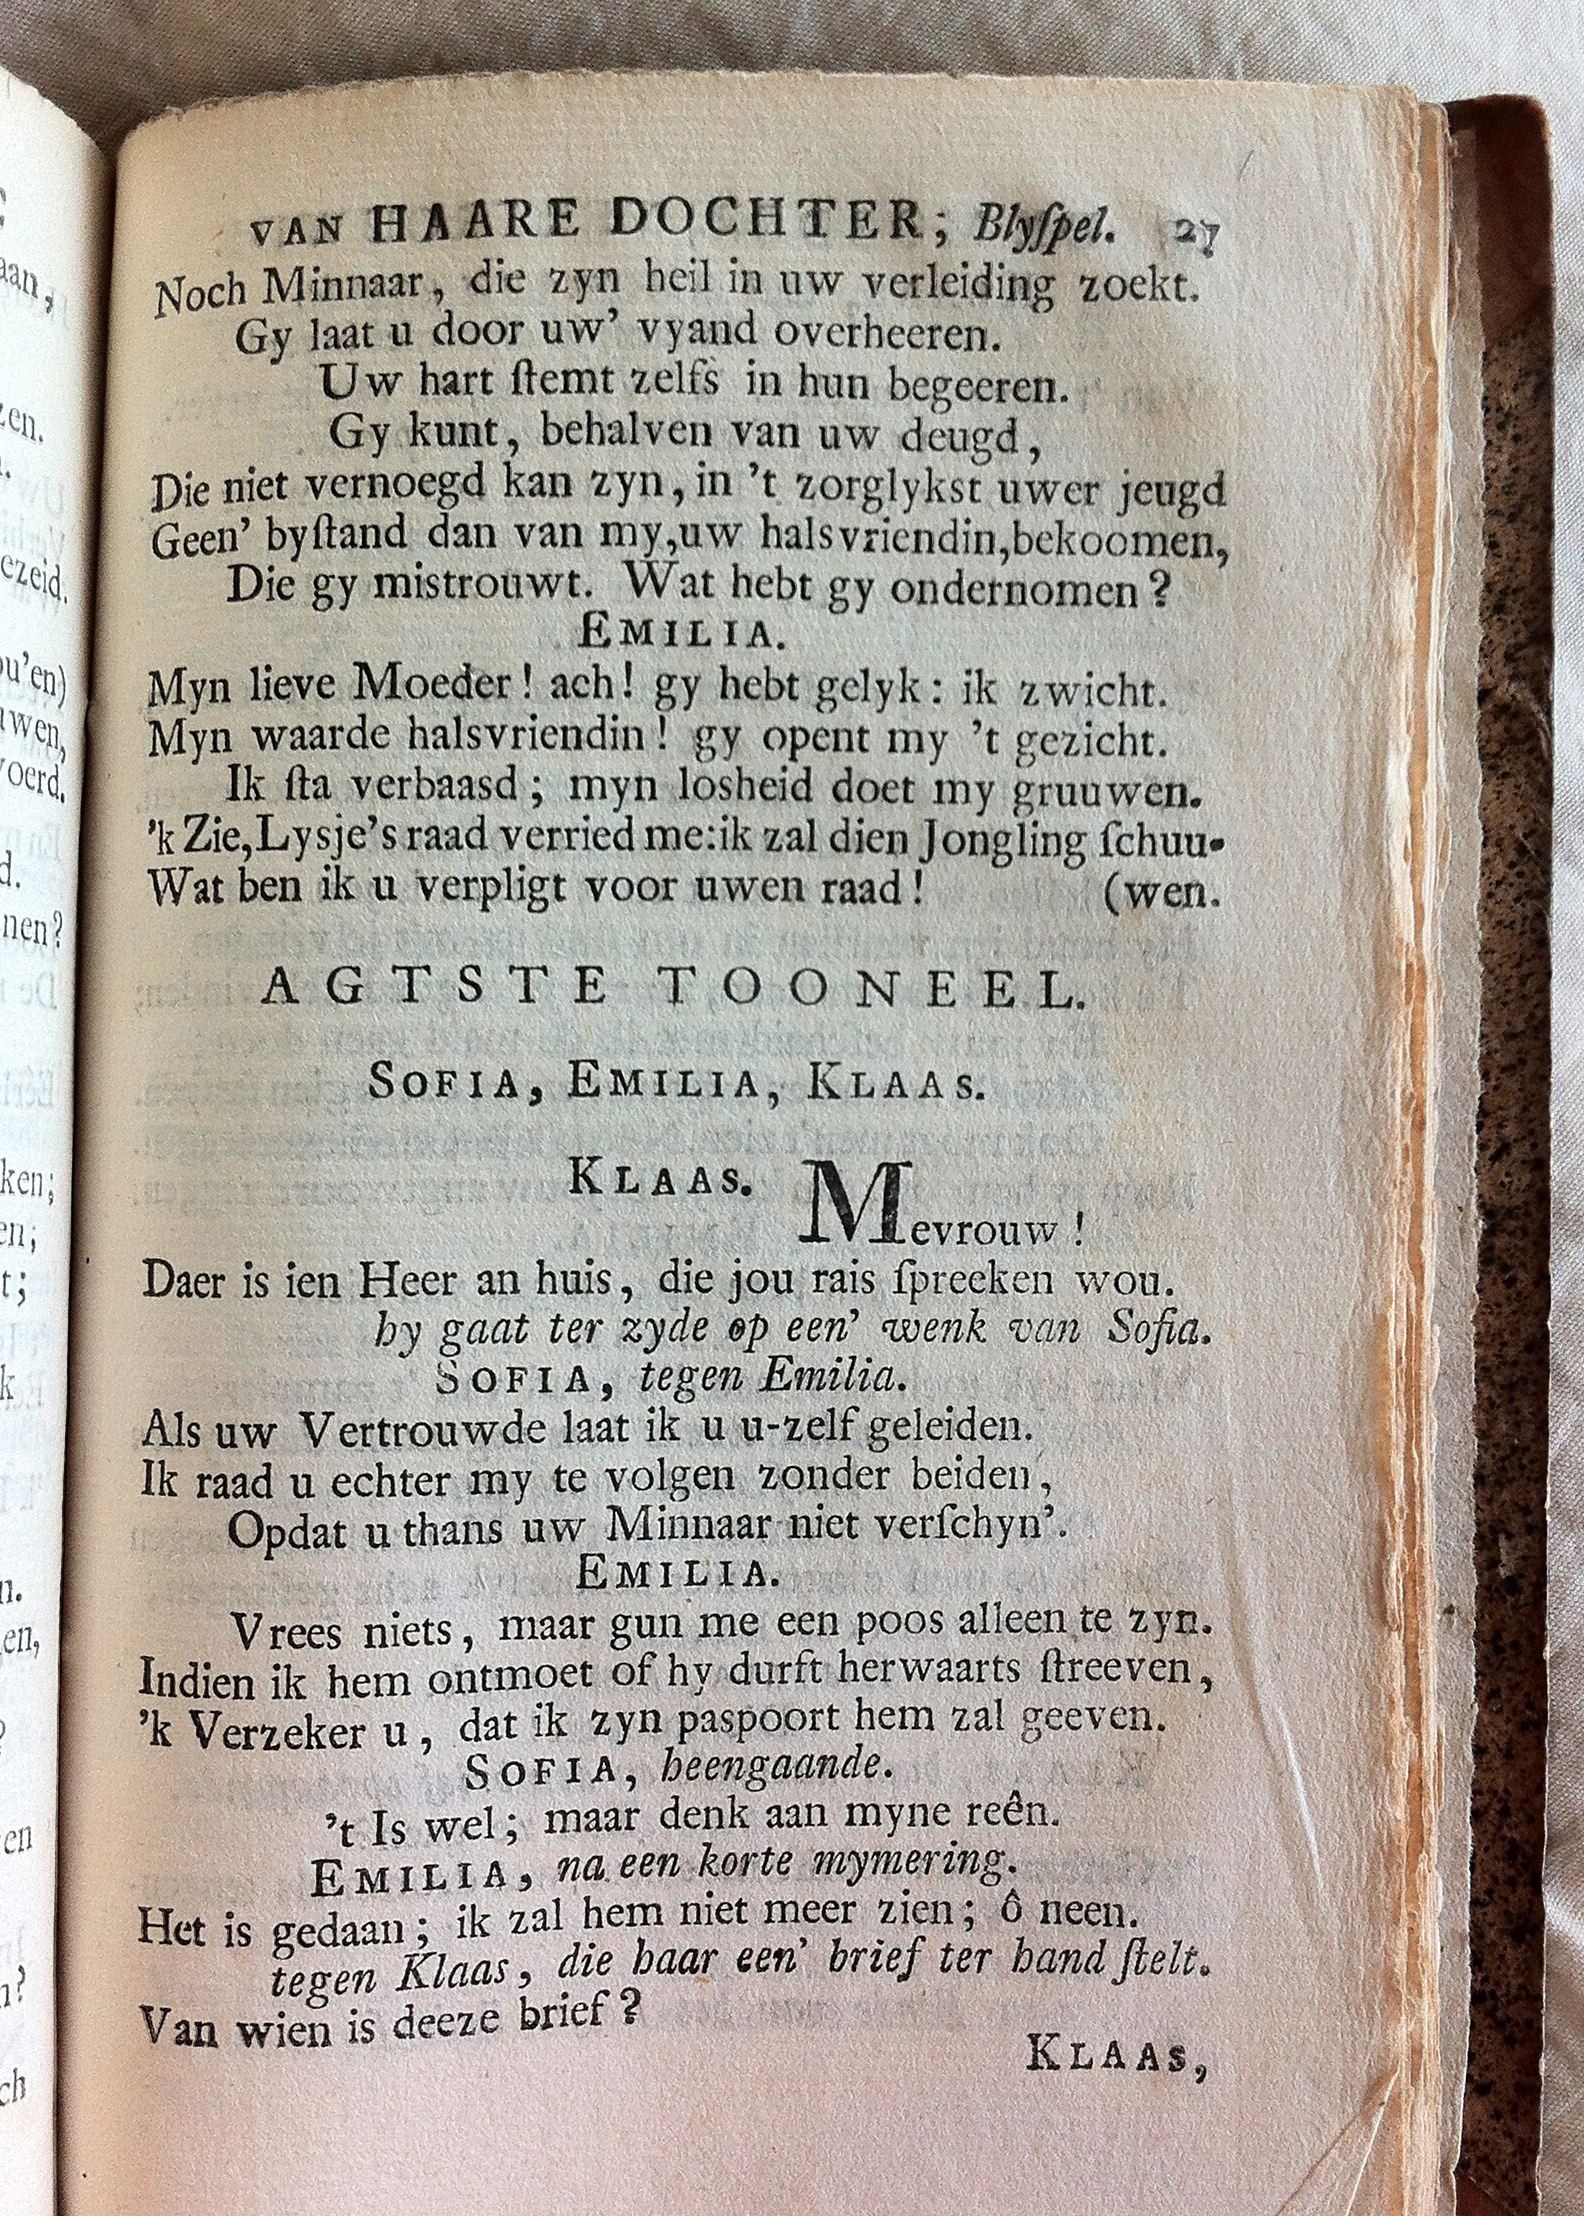 VAN HAARE DOCHTER; Blyſpel. 27
Noch Minnaar, die zyn heil in uw verleiding zoekt.
Gy laat u door uw' vyand overheeren.
Uw hart ſtemt zelfs in hun begeeren.
Gy kunt, behalven van uw deugd,
Die niet vernoegd kan zyn, in 't zorglykst uwer jeugd
Geen' byſtand dan van my, uw halsvriendin, bekoomen,
Die gy mistrouwt. Wat hebt gy ondernomen?
EMILIA.
Myn lieve Moeder! ach! gy hebt gelyk: ik zwicht.
Myn waarde halsvriendin! gy opent my 't gezicht.
Ik ſta verbaasd; myn losheid doet my gruuwen.
'k Zie, Lysje's raad verried me: ik zal dien Jongling ſchuu-
Wat ben ik u verpligt voor uwen raad! (wen.
AGTSTE TOONEEL.
SOFIA, EMILIA, KLAAS.
KLAAS. Mevrouw!
Daer is ien Heer an huis, die jou rais ſpreeken wou.
hy gaat ter zyde op een' wenk van Sofia.
SOFIA, tegen Emilia.
Als uw Vertrouwde laat ik u u-zelf geleiden.
Ik raad u echter my te volgen zonder beiden,
Opdat u thans uw Minnaar niet verſchyn'.
EMILIA.
Vrees niets, maar gun me een poos alleen te zyn.
Indien ik hem ontmoet of hy durft herwaarts ſtreeven,
'k Verzeker u, dat ik zyn paspoort hem zal geeven.
SOFIA, heengaande.
't Is wel; maar denk aan myne reên.
EMILIA, na een korte mymering.
Het is gedaan; ik zal hem niet meer zien; ô neen.
tegen Klaas, die haar een' brief ter hand ſtelt.
Van wien is deeze brief?
KLAAS,